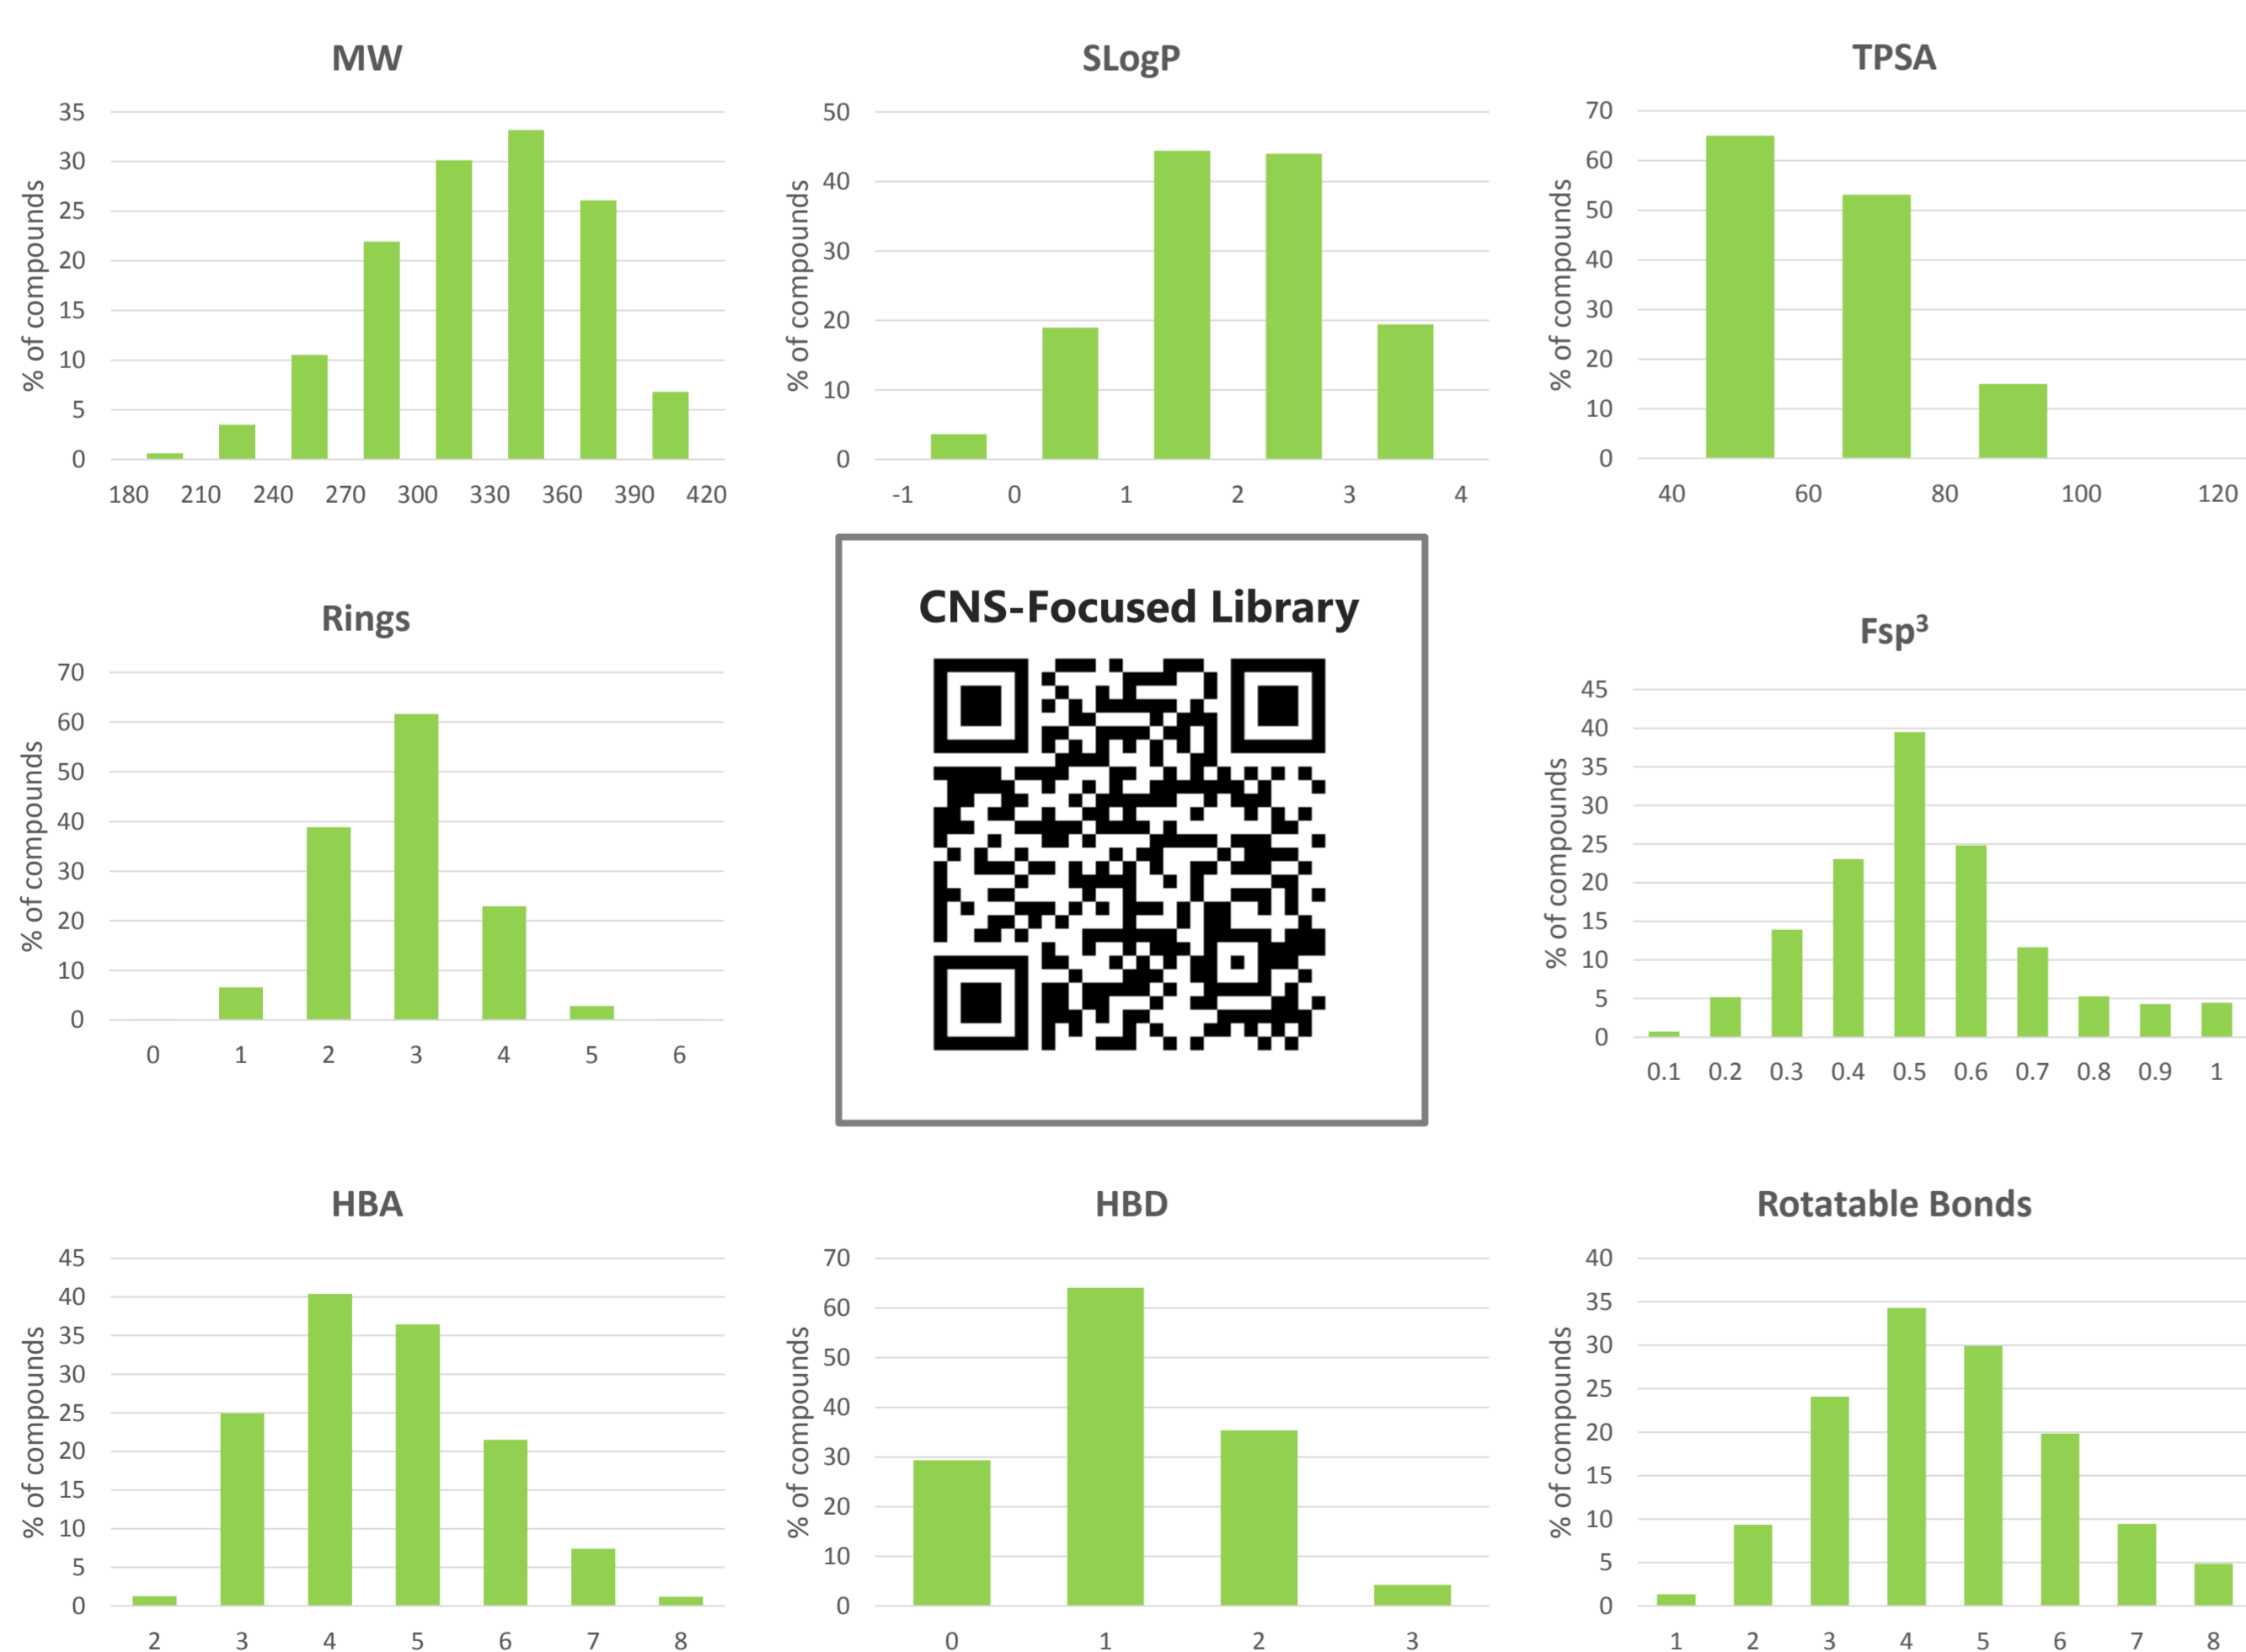 MW
% of compounds
35
30
25
20
15
10
5
0
180 210 240 270 300 330 360 390 420
SLogP
% of compounds
50
40
30
20
10
0
-1 0 1 2 3 4
TPSA
% of compounds
70
60
50
40
30
20
10
0
40 60 80 100 120
Rings
% of compounds
70
60
50
40
30
20
10
0
0 1 2 3 4 5 6
CNS-Focused Library
Fsp³
% of compounds
45
40
35
30
25
20
15
10
5
0
0.1 0.2 0.3 0.4 0.5 0.6 0.7 0.8 0.9 1
HBA
% of compounds
45
40
35
30
25
20
15
10
5
0
2 3 4 5 6 7 8
HBD
% of compounds
70
60
50
40
30
20
10
0
0 1 2 3
Rotatable Bonds
% of compounds
40
35
30
25
20
15
10
5
0
1 2 3 4 5 6 7 8